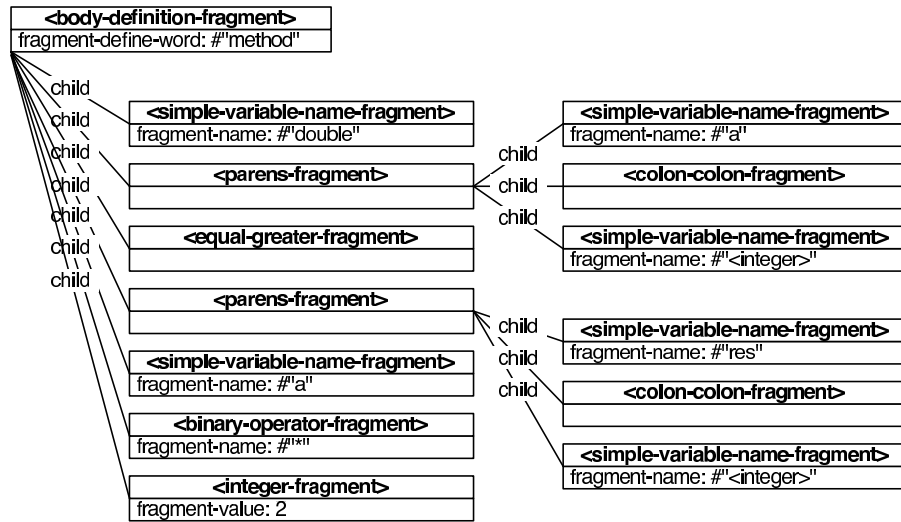 <body-definition-fragment>
fragment-define-word: #"method"
child
<simple-variable-name-fragment>
fragment-name: #"double"
child
<parens-fragment>
child
<equal-greater-fragment>
child
<parens-fragment>
child
<simple-variable-name-fragment>
fragment-name: #"a"
child
<binary-operator-fragment>
fragment-name: #"*"
child
<integer-fragment>
fragment-value: 2
child
<simple-variable-name-fragment>
fragment-name: #"a"
child
<colon-colon-fragment>
child
<simple-variable-name-fragment>
fragment-name: #"<integer>"
child
<simple-variable-name-fragment>
fragment-name: #"res"
child
<colon-colon-fragment>
child
<simple-variable-name-fragment>
fragment-name: #"<integer>"